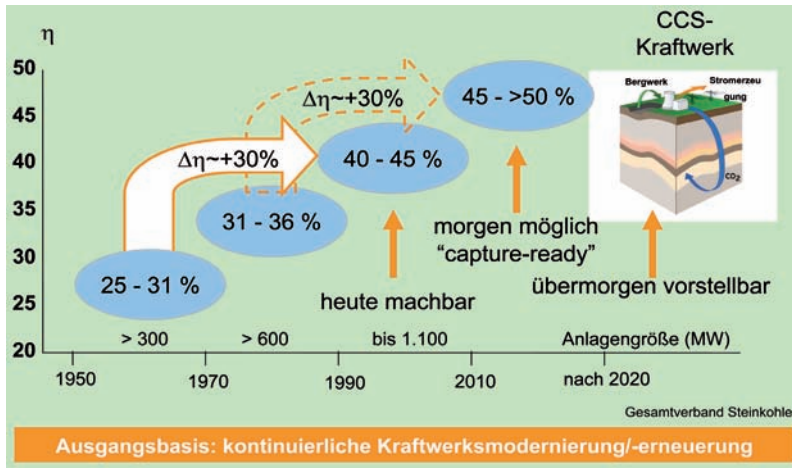 CCS-
Kraftwerk
η
50
45
40
35
30
25
20
Bergwerk
Stromerzeu
gung
CO2
Δη~+30%
45 - >50 %
Δη~+30%
40 - 45 %
31 - 36 %
25 - 31 %
morgen möglich
“capture-ready”
heute machbar
übermorgen vorstellbar
> 300
> 600
bis 1.100
Anlagengröße (MW)
1950
1970
1990
2010
nach 2020
Gesamtverband Steinkohle
Ausgangsbasis: kontinuierliche Kraftwerksmodernierung/-erneuerung